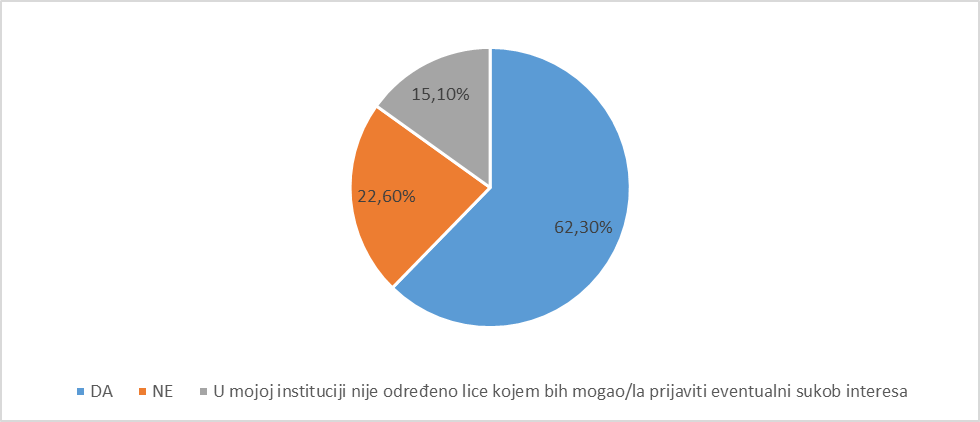 15,10%
22,60%
62,30%
DA NE U mojoj instituciji nije određeno lice kojem bih mogao/la prijaviti eventualni sukob interesa